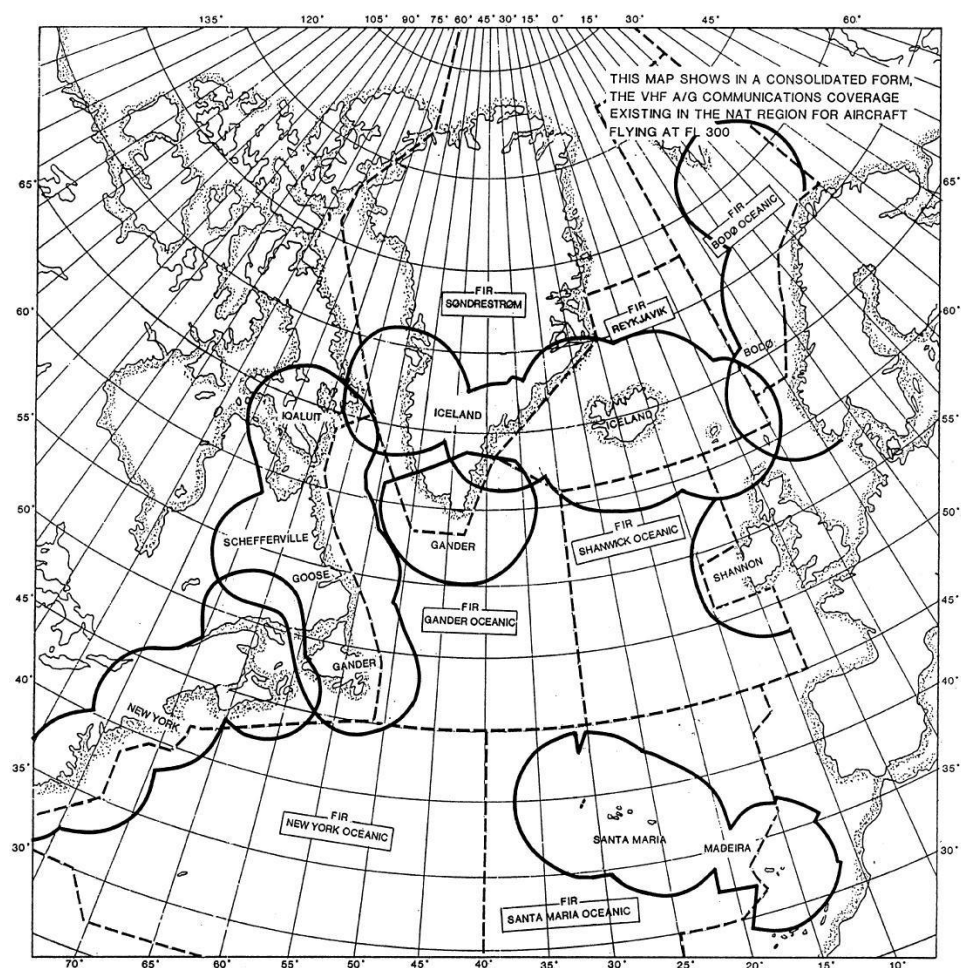 135° 120° 105° 90° 60° 45° 30° 15° 0° 15° 30° 45° 60°
THIS MAP SHOWS IN A CONSOLIDATED FORM,
THE VHF A/G COMMUNICATIONS COVERAGE
EXISTING IN THE NAT REGION FOR AIRCRAFT
FLYING AT FL 300
65°
65°
FIR
BODØ OCEANIC
FIR
SØNDRESTRØM
FIR
REYKJAVIK
60°
60°
BODØ
55°
55°
IQALUIT
ICELAND
ICELAND
50°
50°
FIR
SHANWICK OCEANIC
SCHEFFERVILLE
GANDER
SHANNON
GOOSE
45°
45°
FIR
GANDER OCEANIC
GANDER
40°
40°
NEW YORK
35°
35°
FIR
NEW YORK OCEANIC
SANTA MARIA
MADEIRA
30°
30°
FIR
SANTA MARIA OCEANIC
70° 65° 60° 55° 50° 45° 40° 35° 30° 25° 20° 15° 10°